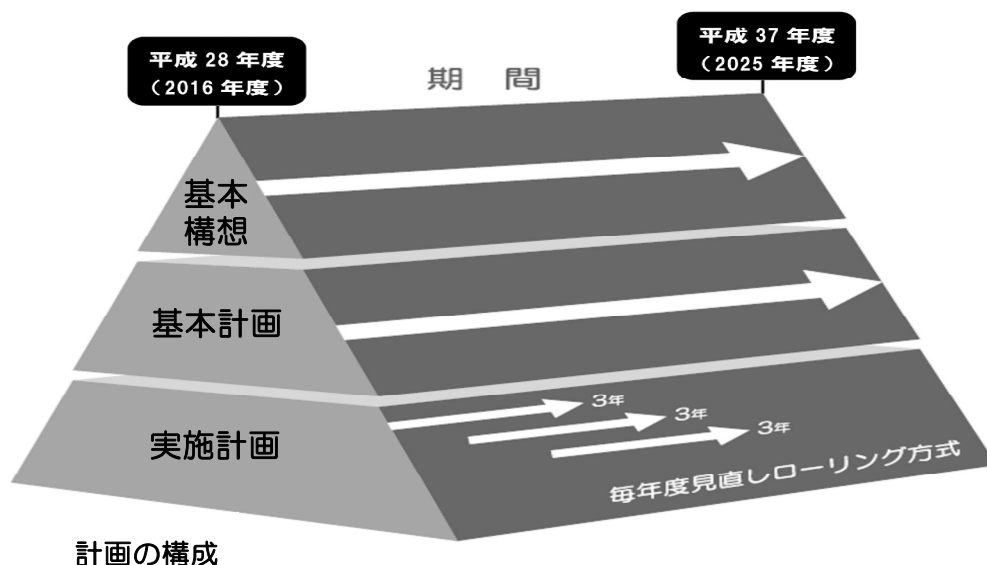 平成 28 年度
（2016 年度）
平成 37 年度
（2025 年度）
期 間
基本
構想
基本計画
実施計画
3年
3年
3年
毎年度見直しローリング方式
計画の構成